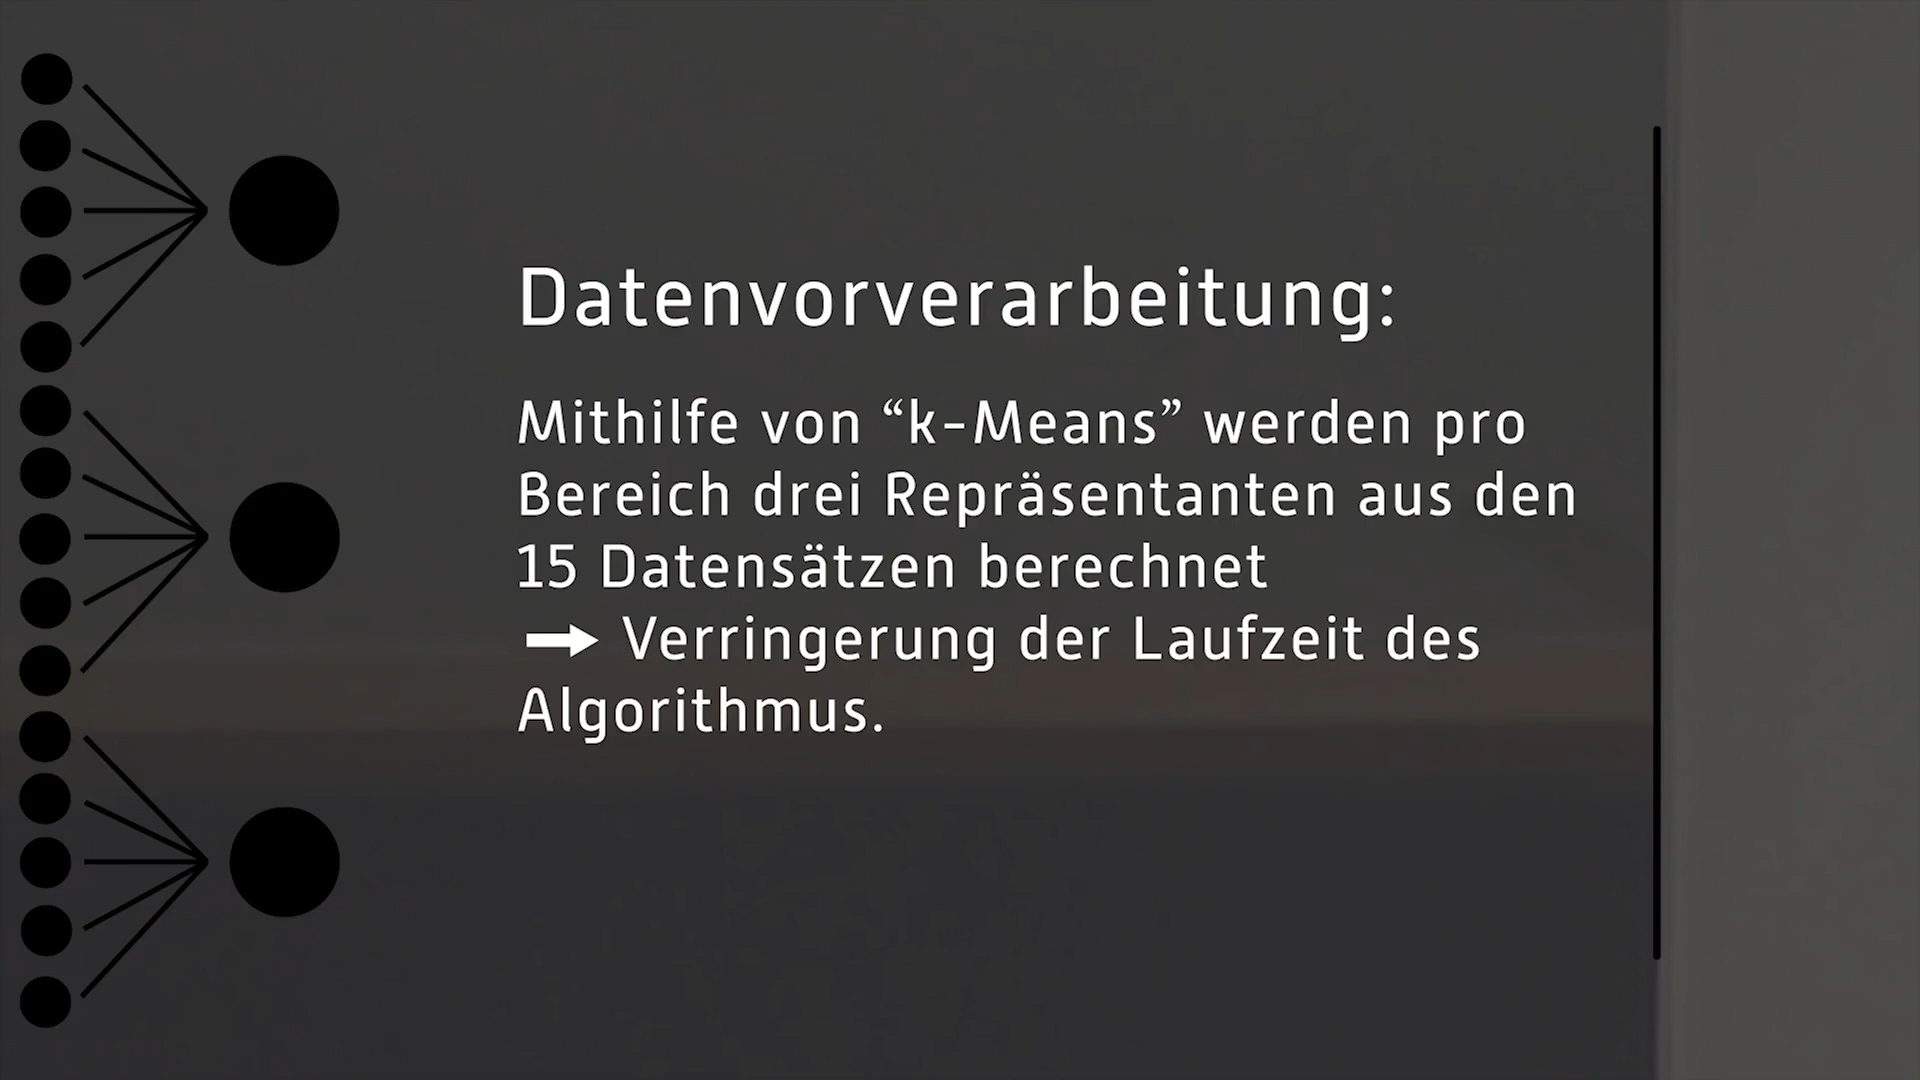 Datenvorverarbeitung:
Mithilfe von “k-Means” werden pro
Bereich drei Repräsentanten aus den
15 Datensätzen berechnet
➡ Verringerung der Laufzeit des
Algorithmus.